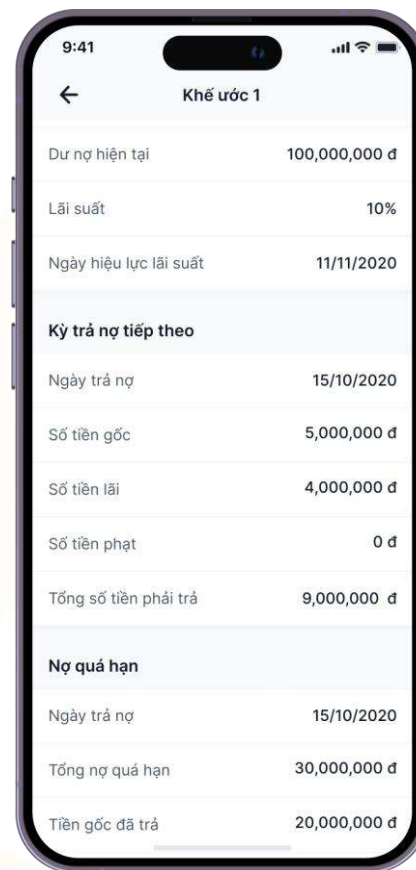 9:41
Khế ước 1
Dư nợ hiện tại 100,000,000 đ
Lãi suất 10%
Ngày hiệu lực lãi suất 11/11/2020
Kỳ trả nợ tiếp theo
Ngày trả nợ 15/10/2020
Số tiền gốc 5,000,000 đ
Số tiền lãi 4,000,000 đ
Số tiền phạt 0 đ
Tổng số tiền phải trả 9,000,000 đ
Nợ quá hạn
Ngày trả nợ 15/10/2020
Tổng nợ quá hạn 30,000,000 đ
Tiền gốc đã trả 20,000,000 đ